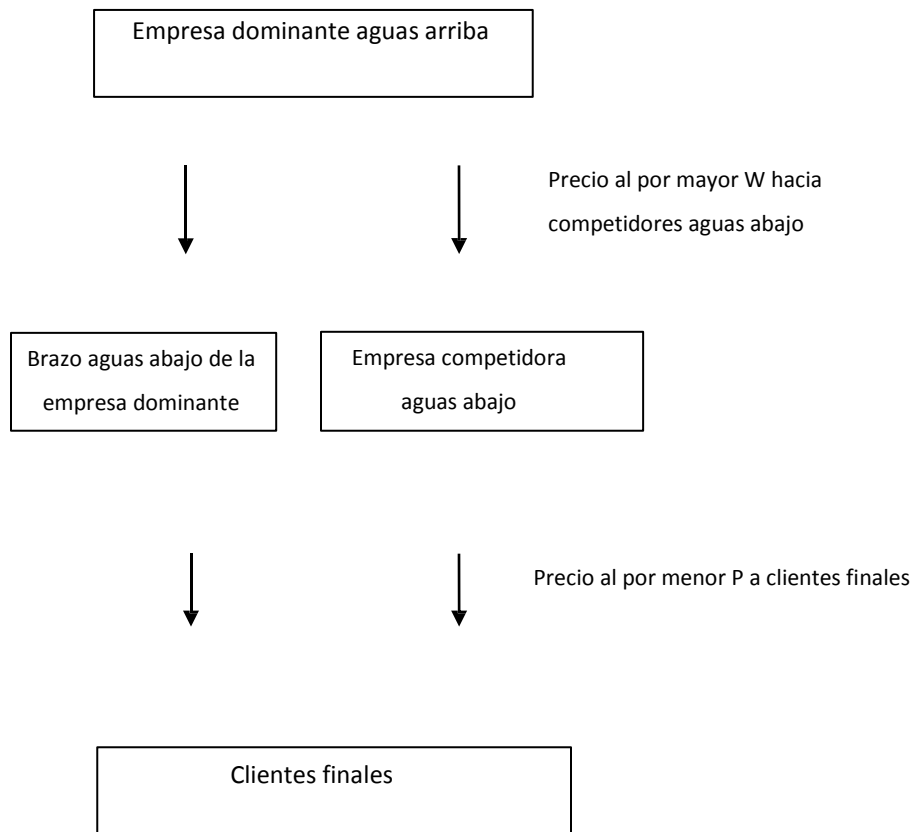 Empresa dominante aguas arriba
Precio al por mayor W hacia
competidores aguas abajo
Brazo aguas abajo de la
empresa dominante
Empresa competidora
aguas abajo
Precio al por menor P a clientes finales
Clientes finales